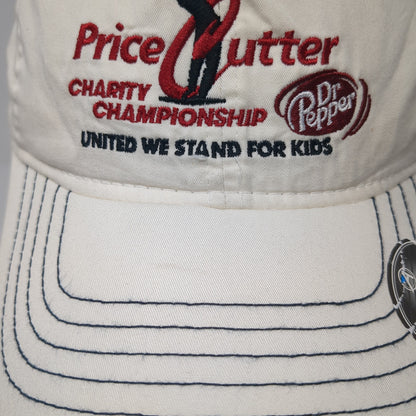 Price Cutter
CHARITY
CHAMPIONSHIP
Dr
Pepper
UNITED WE STAND FOR KIDS